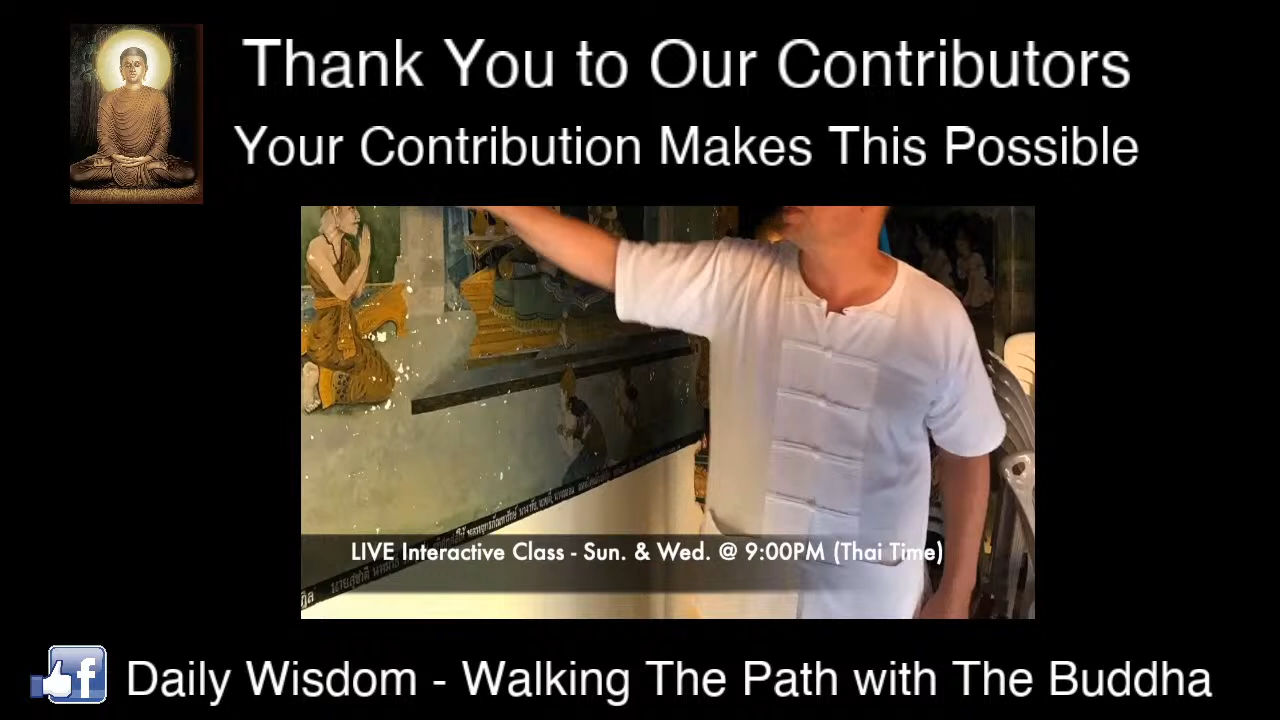 Thank You to Our Contributors
Your Contribution Makes This Possible
LIVE Interactive Class - Sun. & Wed. @ 9:00PM (Thai Time)
f Daily Wisdom - Walking The Path with The Buddha